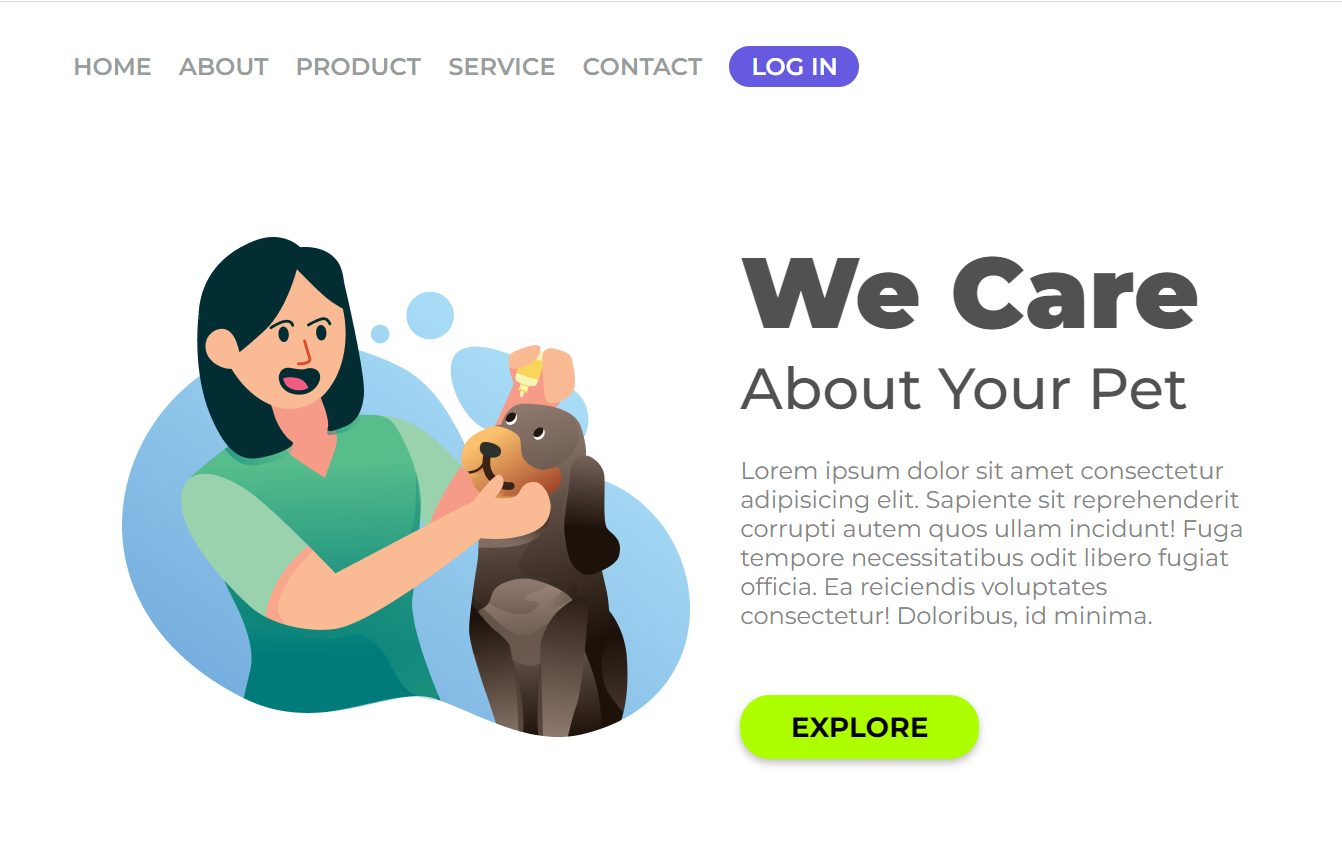 HOME ABOUT PRODUCT SERVICE CONTACT LOG IN
We Care
About Your Pet
Lorem ipsum dolor sit amet consectetur
adipisicing elit. Sapiente sit reprehenderit
corrupti autem quos ullam incidunt! Fuga
tempore necessitatibus odit libero fugiat
officia. Ea reiciendis voluptates
consectetur! Doloribus, id minima.
EXPLORE